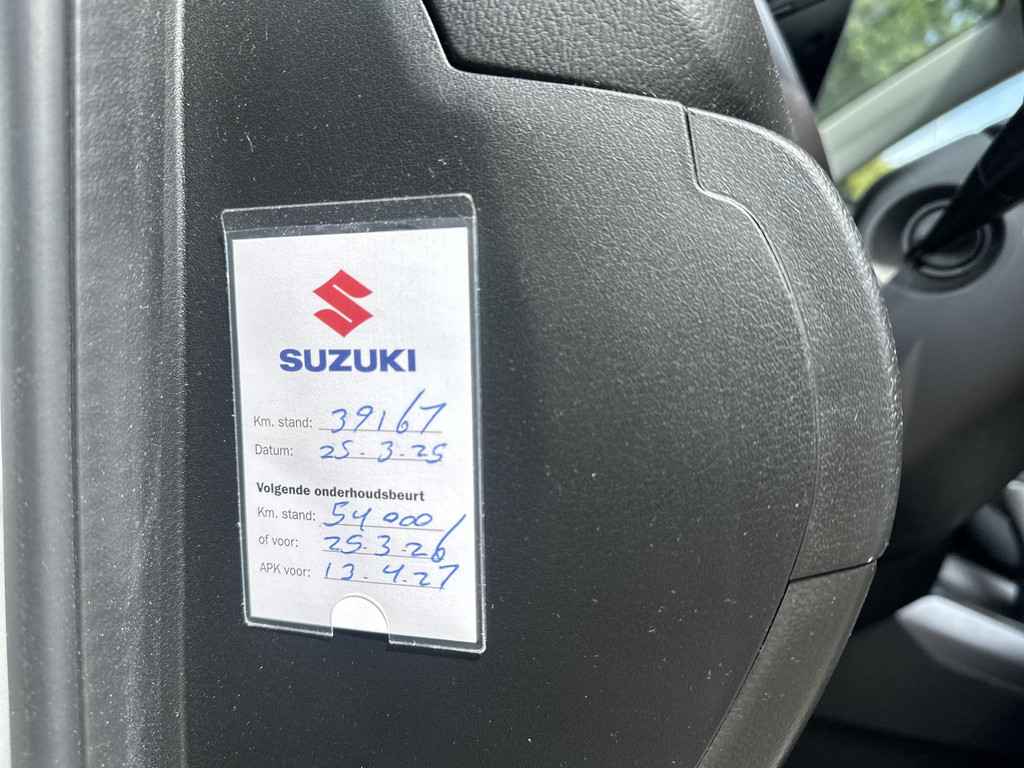 SUZUKI
Km. stand: 39167
Datum: 25.3.25
Volgende onderhoudsbeurt
Km. stand: 54000
of voor: 25.3.26
APK voor: 13.4.27